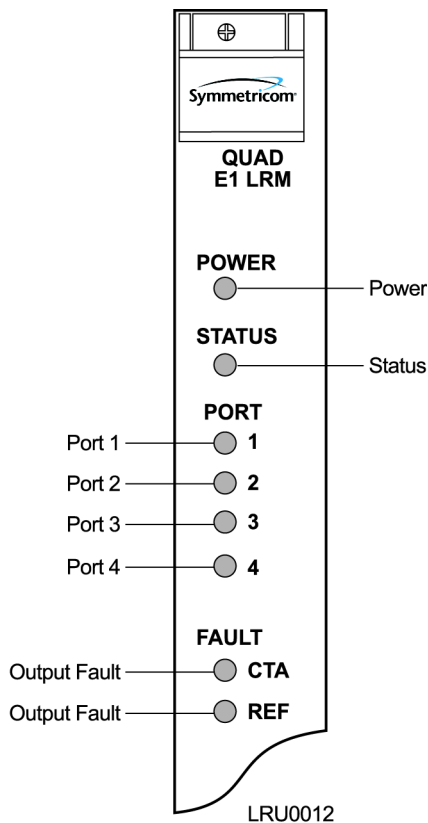 Symmetricom
QUAD
E1 LRM
POWER
Power
STATUS
Status
PORT
Port 1 1
Port 2 2
Port 3 3
Port 4 4
FAULT
Output Fault CTA
Output Fault REF
LRU0012